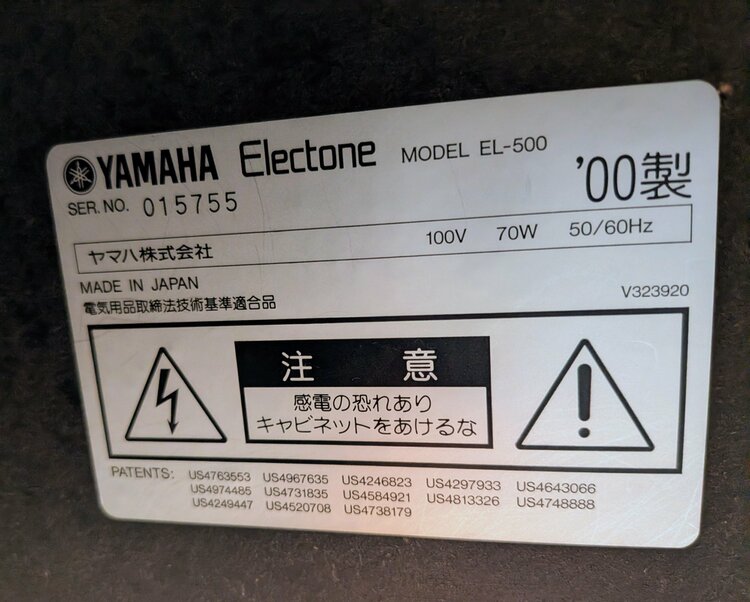 YAMAHA Electone MODEL EL-500
'00製
SER. NO. 015755
ヤマハ株式会社 100V 70W 50/60Hz
MADE IN JAPAN
電気用品取締法技術基準適合品 V323920
注意
感電の恐れあり
キャビネットをあけるな
PATENTS: US4763553 US4967635 US4246823 US4297933 US4643066
US4974485 US4731835 US4584921 US4813326 US4748888
US4249447 US4520708 US4738179